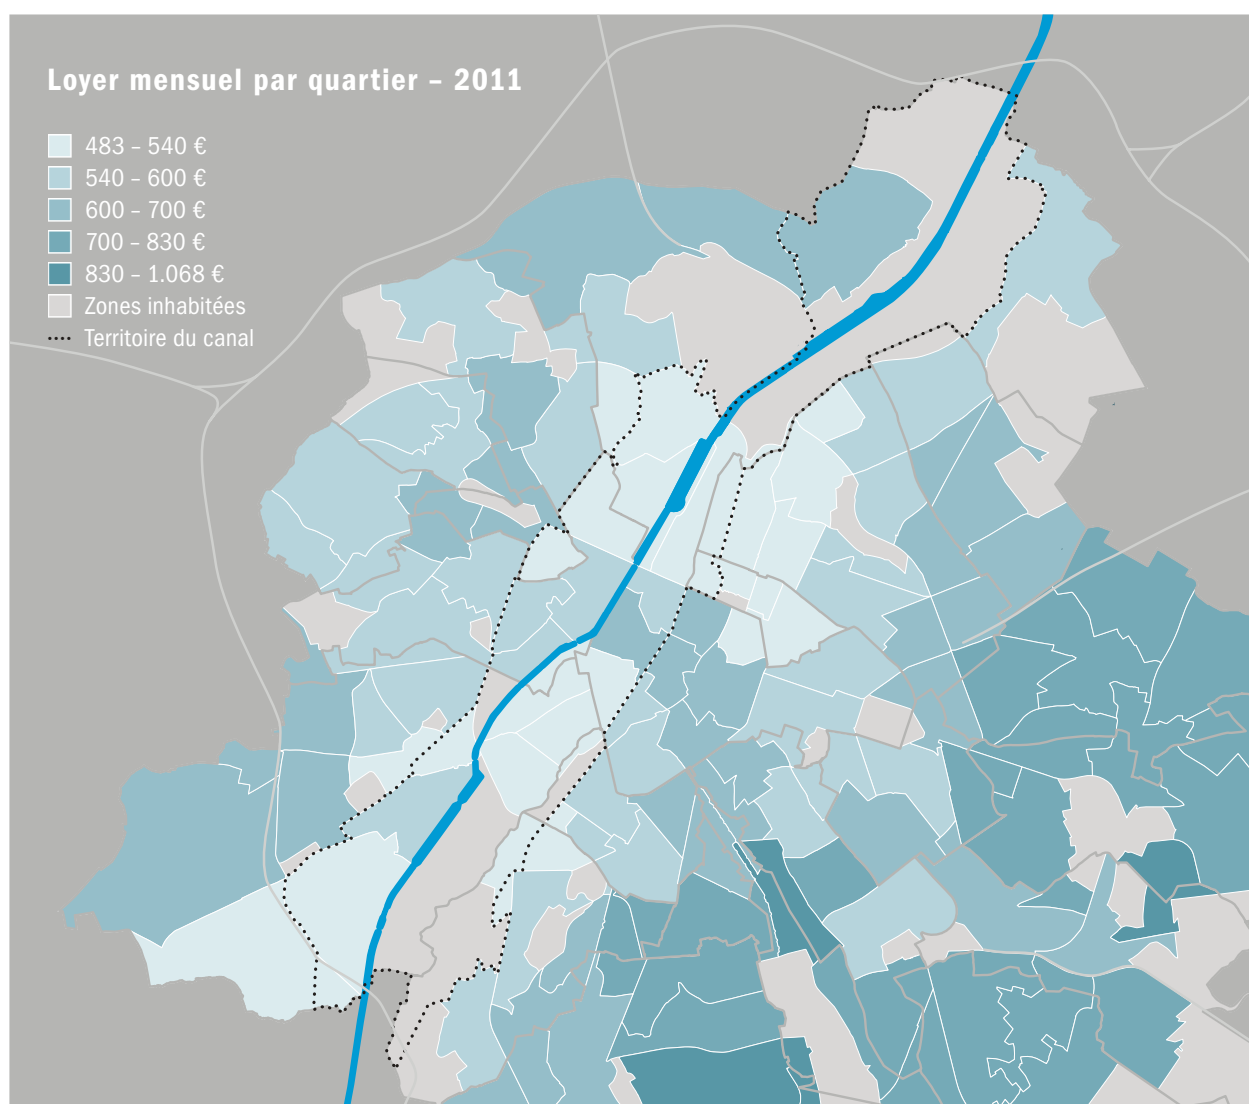 Loyer mensuel par quartier – 2011
483 – 540 €
540 – 600 €
600 – 700 €
700 – 830 €
830 – 1.068 €
Zones inhabitées
Territoire du canal